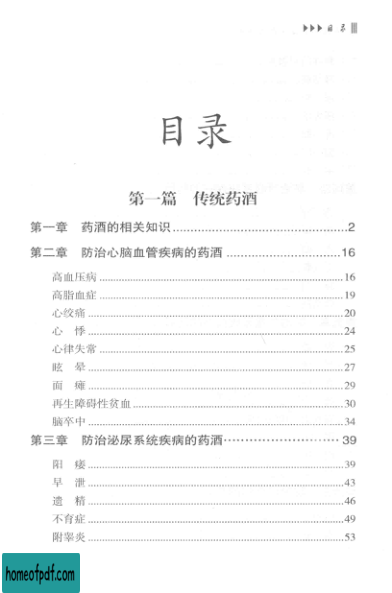 ▶▶▶目录
目录
第一篇 传统药酒
第一章 药酒的相关知识……2
第二章 防治心脑血管疾病的药酒……16
高血压病……16
高脂血症……19
心绞痛……20
心 悸……24
心律失常……25
眩 晕……27
面 瘫……29
再生障碍性贫血……30
脑卒中……34
第三章 防治泌尿系统疾病的药酒……39
阳 痿……39
早 泄……43
遗 精……46
不育症……49
附睾炎……53
homeofpdf.com